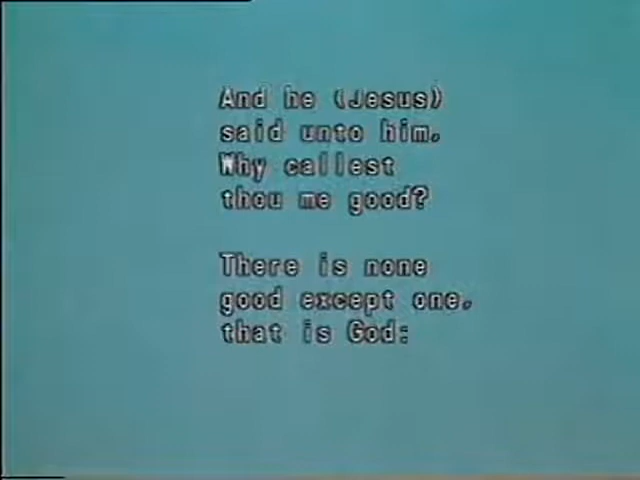 And he (Jesus)
said unto him,
Why callest
thou me good?
There is none
good except one,
that is God: